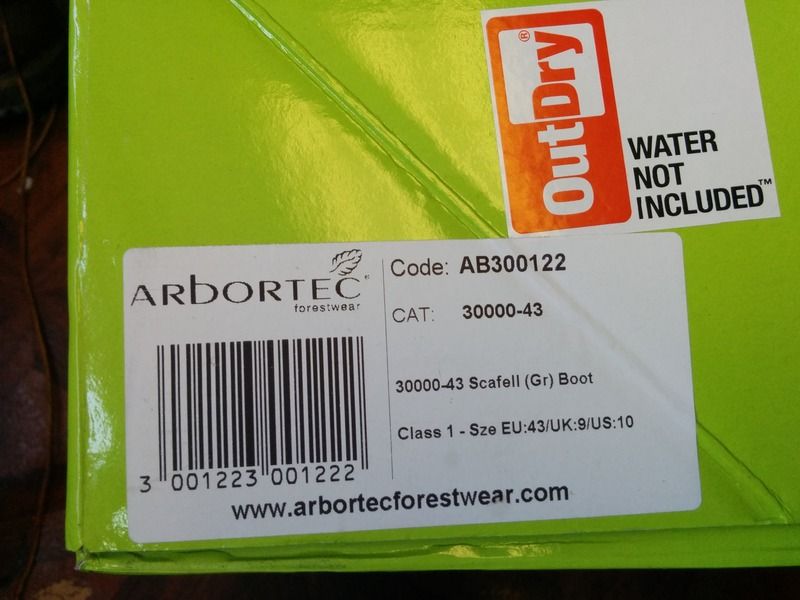 OutDry®
WATER
NOT
INCLUDED™
ARBORTEC®
forestwear
Code: AB300122
CAT: 30000-43
30000-43 Scafell (Gr) Boot
Class 1 - Sze EU:43/UK:9/US:10
3 001223 001222
www.arbortecforestwear.com